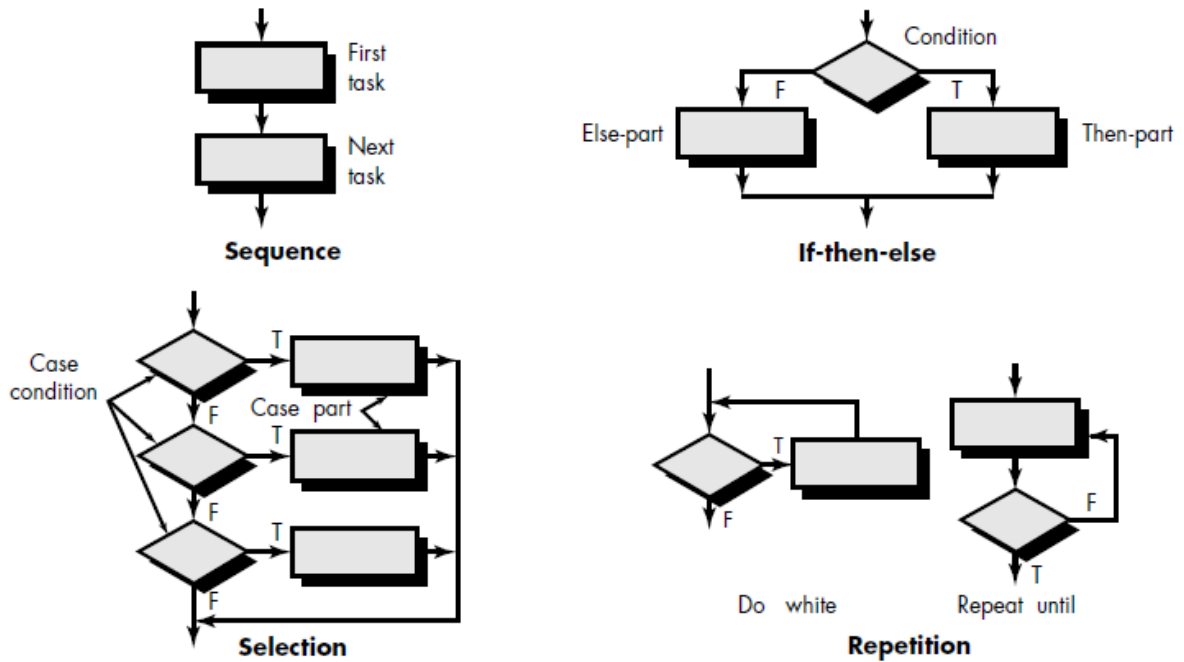 First
task
Next
task
Sequence
Condition
F
T
Else-part
Then-part
If-then-else
Case
condition
T
F
Case part
T
F
T
F
Selection
T
F
Do white
F
T
Repeat until
Repetition